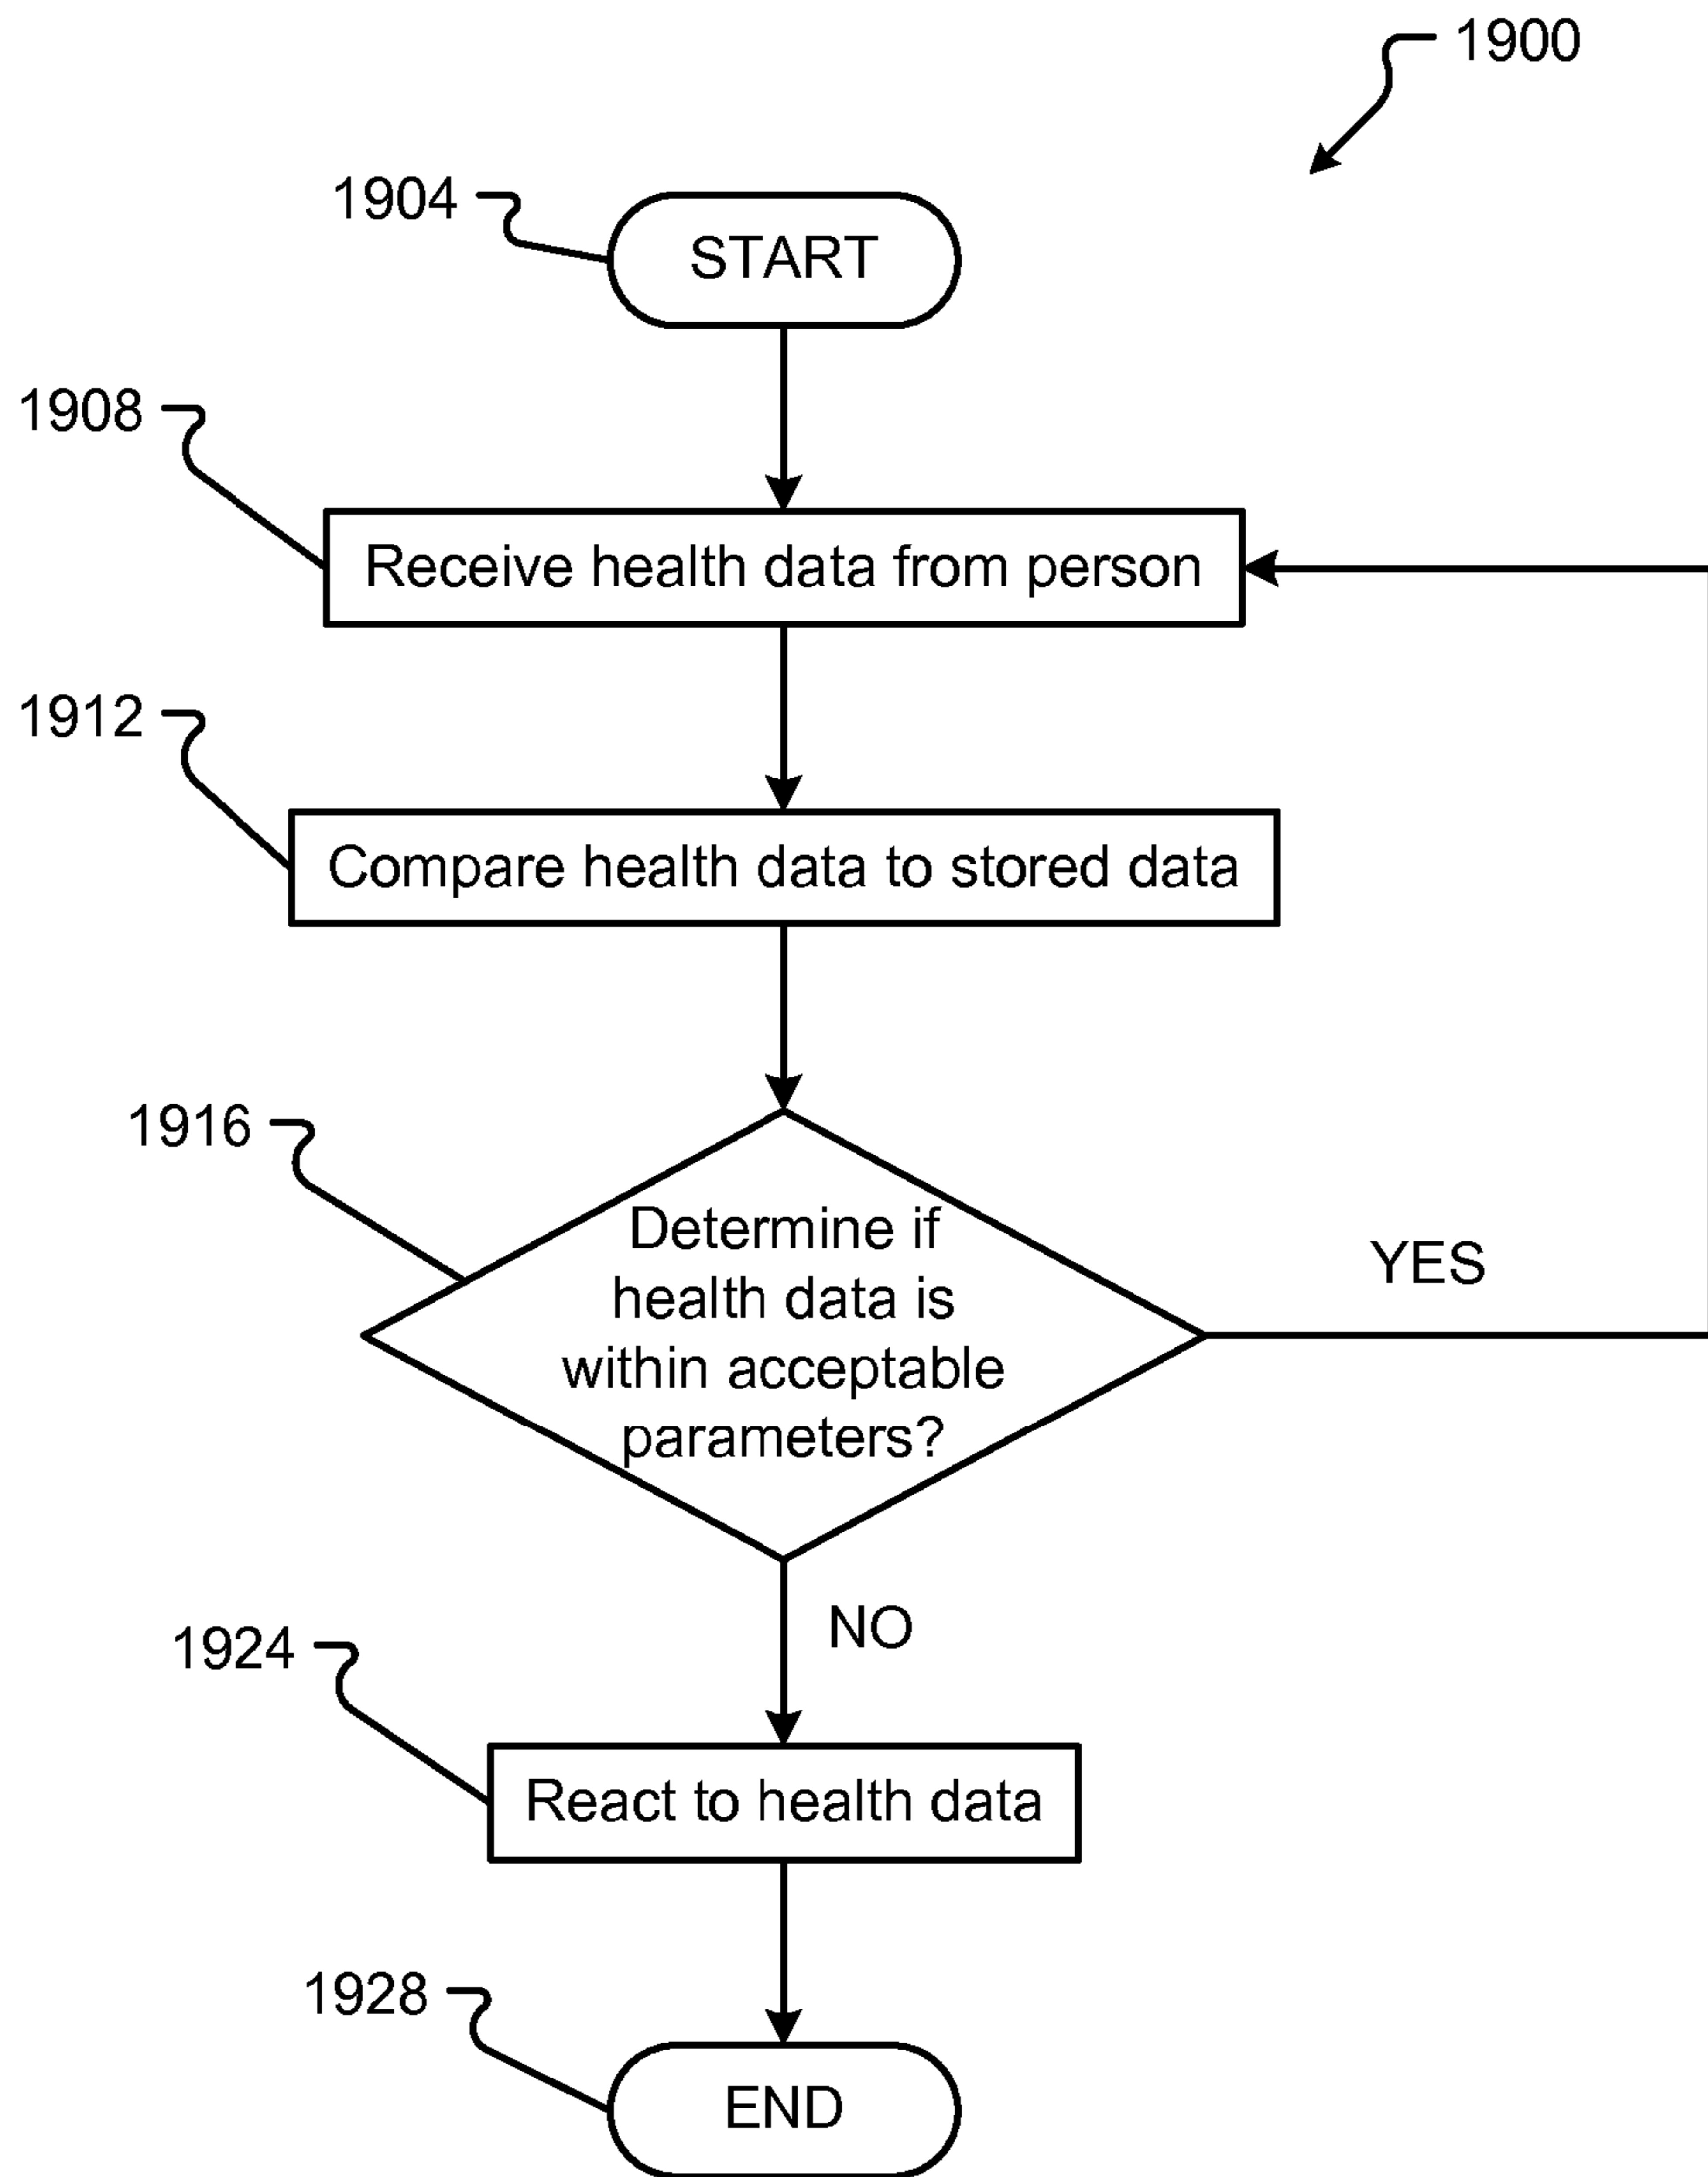 1900
1904
START
1908
Receive health data from person
1912
Compare health data to stored data
1916
Determine if
health data is
within acceptable
parameters?
YES
NO
1924
React to health data
1928
END